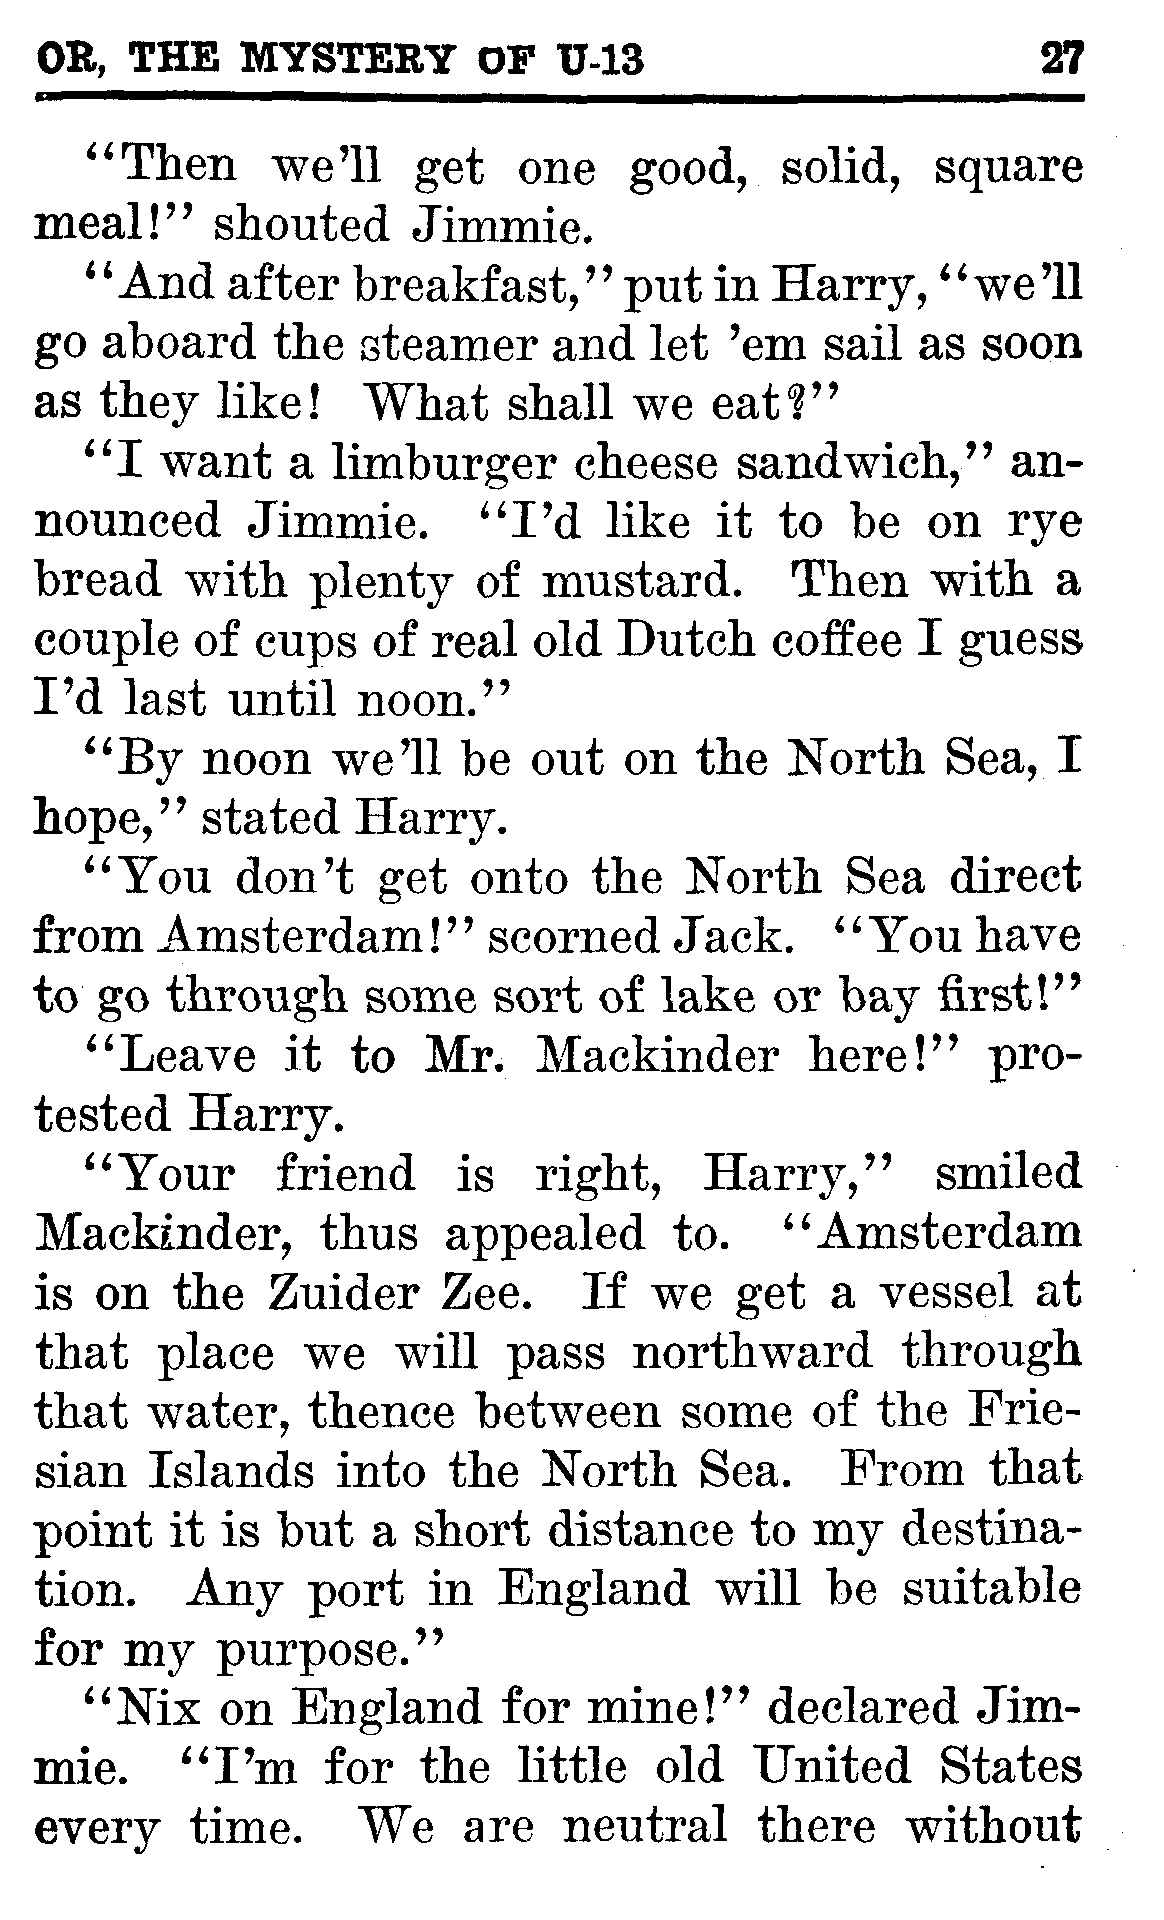 OR, THE MYSTERY OF U-13 27
“Then we’ll get one good, solid, square
meal!” shouted Jimmie.
“And after breakfast,” put in Harry, “we’ll
go aboard the steamer and let ’em sail as soon
as they like! What shall we eat?”
“I want a limburger cheese sandwich,” an-
nounced Jimmie. “I’d like it to be on rye
bread with plenty of mustard. Then with a
couple of cups of real old Dutch coffee I guess
I’d last until noon.”
“By noon we’ll be out on the North Sea, I
hope,” stated Harry.
“You don’t get onto the North Sea direct
from Amsterdam!” scorned Jack. “You have
to go through some sort of lake or bay first!”
“Leave it to Mr. Mackinder here!” pro-
tested Harry.
“Your friend is right, Harry,” smiled
Mackinder, thus appealed to. “Amsterdam
is on the Zuider Zee. If we get a vessel at
that place we will pass northward through
that water, thence between some of the Frie-
sian Islands into the North Sea. From that
point it is but a short distance to my destina-
tion. Any port in England will be suitable
for my purpose.”
“Nix on England for mine!” declared Jim-
mie. “I’m for the little old United States
every time. We are neutral there without